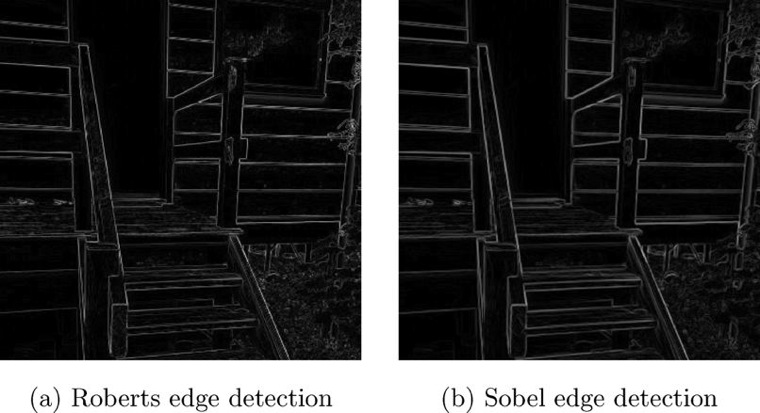 (a) Roberts edge detection
(b) Sobel edge detection